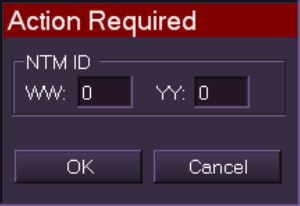 Action Required
NTM ID
WW: 0 YY: 0
OK Cancel